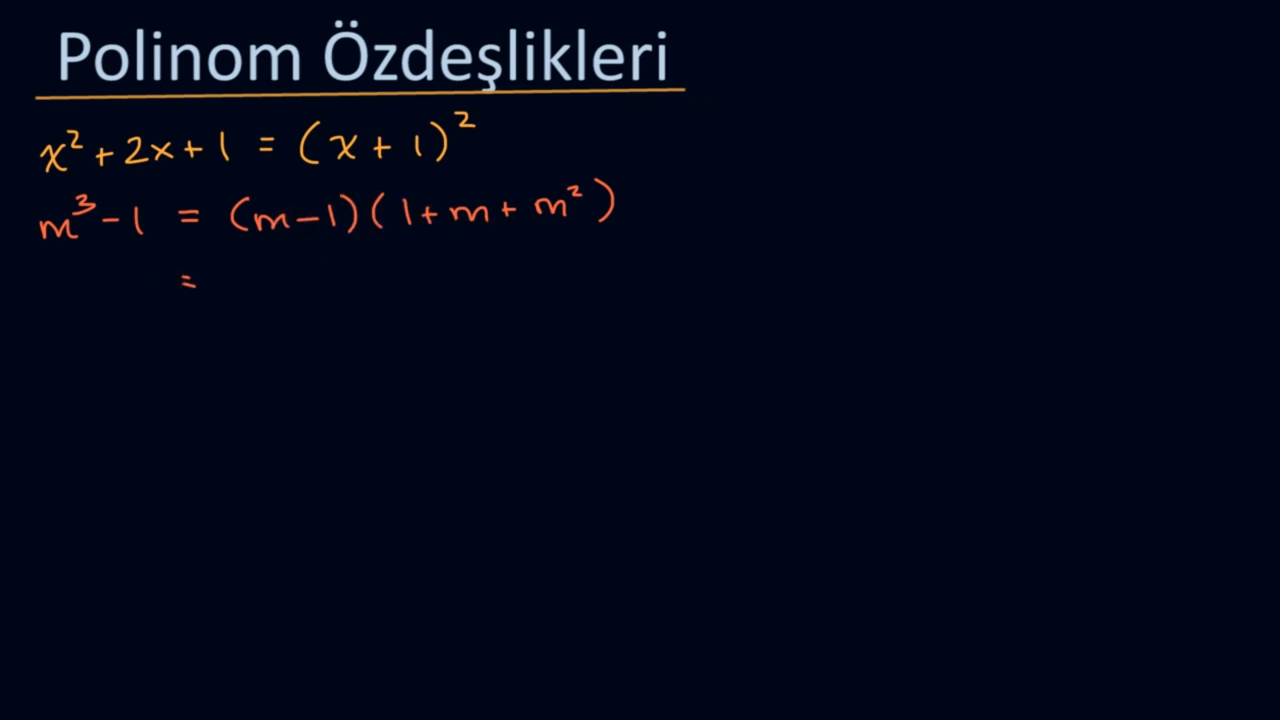 Polinom Özdeşlikleri
x² + 2x + 1 = (x + 1)²
m³ - 1 = (m - 1)(1 + m + m²)
=